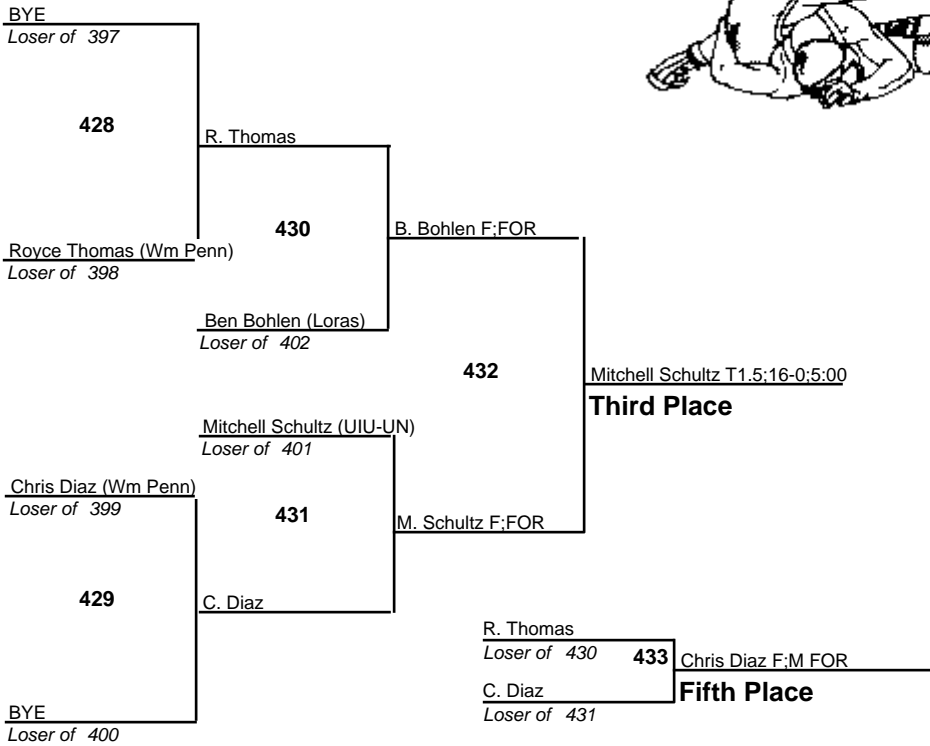 BYE
Loser of 397
428
R. Thomas
430
B. Bohlen F;FOR
Royce Thomas (Wm Penn)
Loser of 398
Ben Bohlen (Loras)
Loser of 402
432
Mitchell Schultz T1.5;16-0;5:00
Third Place
Mitchell Schultz (UIU-UN)
Loser of 401
Chris Diaz (Wm Penn)
Loser of 399
431
M. Schultz F;FOR
429
C. Diaz
R. Thomas
Loser of 430
433
Chris Diaz F;M FOR
Fifth Place
C. Diaz
Loser of 431
BYE
Loser of 400